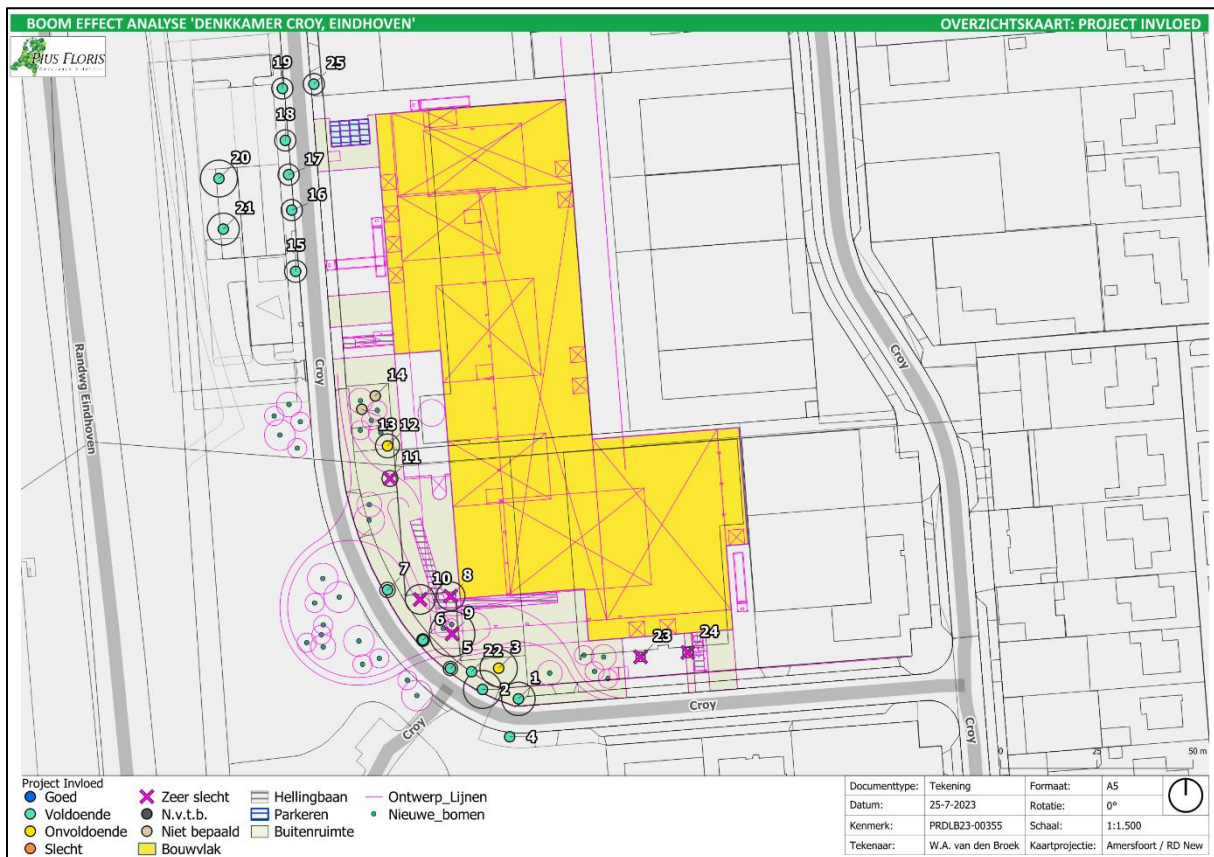 BOOM EFFECT ANALYSE 'DENKKAMER CROY, EINDHOVEN'
OVERZICHTSKAART: PROJECT INVLOED
PIUS FLORIS
19
25
18
20
17
16
21
15
Randwg Eindhoven
Croy
Croy
14
13
12
11
7
10
8
6
9
5
22
3
23
24
2
1
4
Croy
Croy
Croy
0
25
50 m
Project Invloed
Goed
Voldoende
Onvoldoende
Slecht
Zeer slecht
N.v.t.b.
Niet bepaald
Bouwvlak
Hellingbaan
Parkeren
Buitenruimte
Ontwerp_Lijnen
Nieuwe_bomen
Documenttype: Tekening Formaat: A5
Datum: 25-7-2023 Rotatie: 0°
Kenmerk: PRDLB23-00355 Schaal: 1:1.500
Tekenaar: W.A. van den Broek Kaartprojectie: Amersfoort / RD New